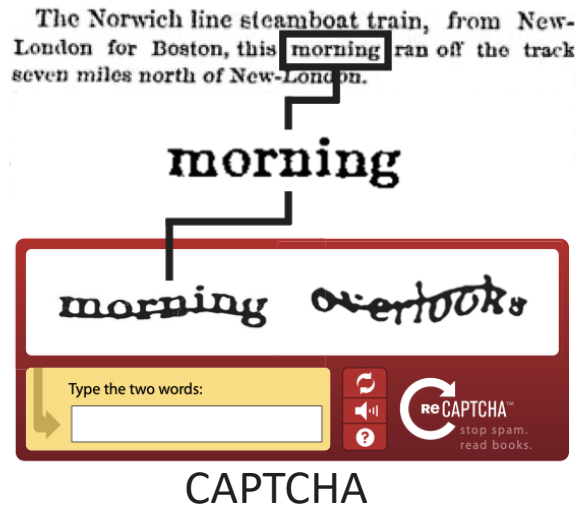 The Norwich line steamboat train, from New-
London for Boston, this morning ran off the track
seven miles north of New-London.
morning
morning overlooks
Type the two words:
ReCAPTCHA™
stop spam.
read books.
CAPTCHA